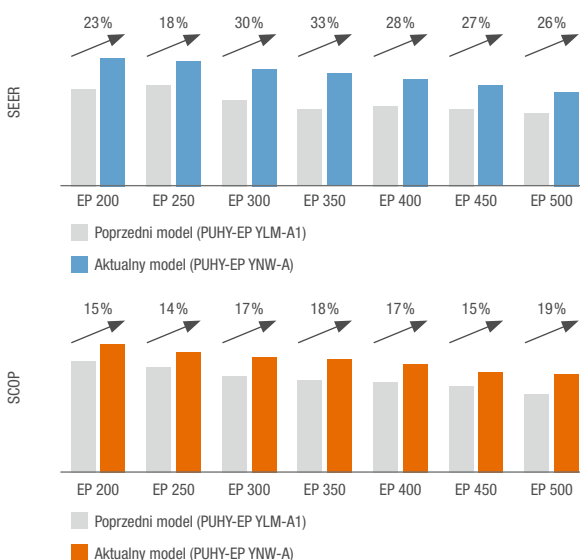 23% 18% 30% 33% 28% 27% 26%
SEER
EP 200 EP 250 EP 300 EP 350 EP 400 EP 450 EP 500
Poprzedni model (PUHY-EP YLM-A1)
Aktualny model (PUHY-EP YNW-A)
15% 14% 17% 18% 17% 15% 19%
SCOP
EP 200 EP 250 EP 300 EP 350 EP 400 EP 450 EP 500
Poprzedni model (PUHY-EP YLM-A1)
Aktualny model (PUHY-EP YNW-A)